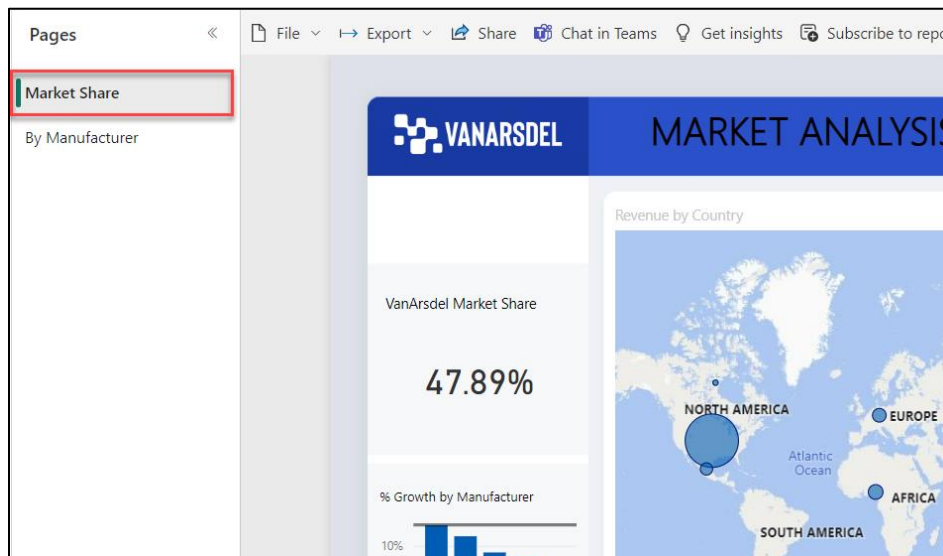 Pages
File
Export
Share
Chat in Teams
Get insights
Subscribe to
Market Share
By Manufacturer
VANARSDEL
MARKET ANALYSIS
Revenue by Country
VanArsdel Market Share
47.89%
NORTH AMERICA
EUROPE
Atlantic
Ocean
AFRICA
SOUTH AMERICA
% Growth by Manufacturer
10%